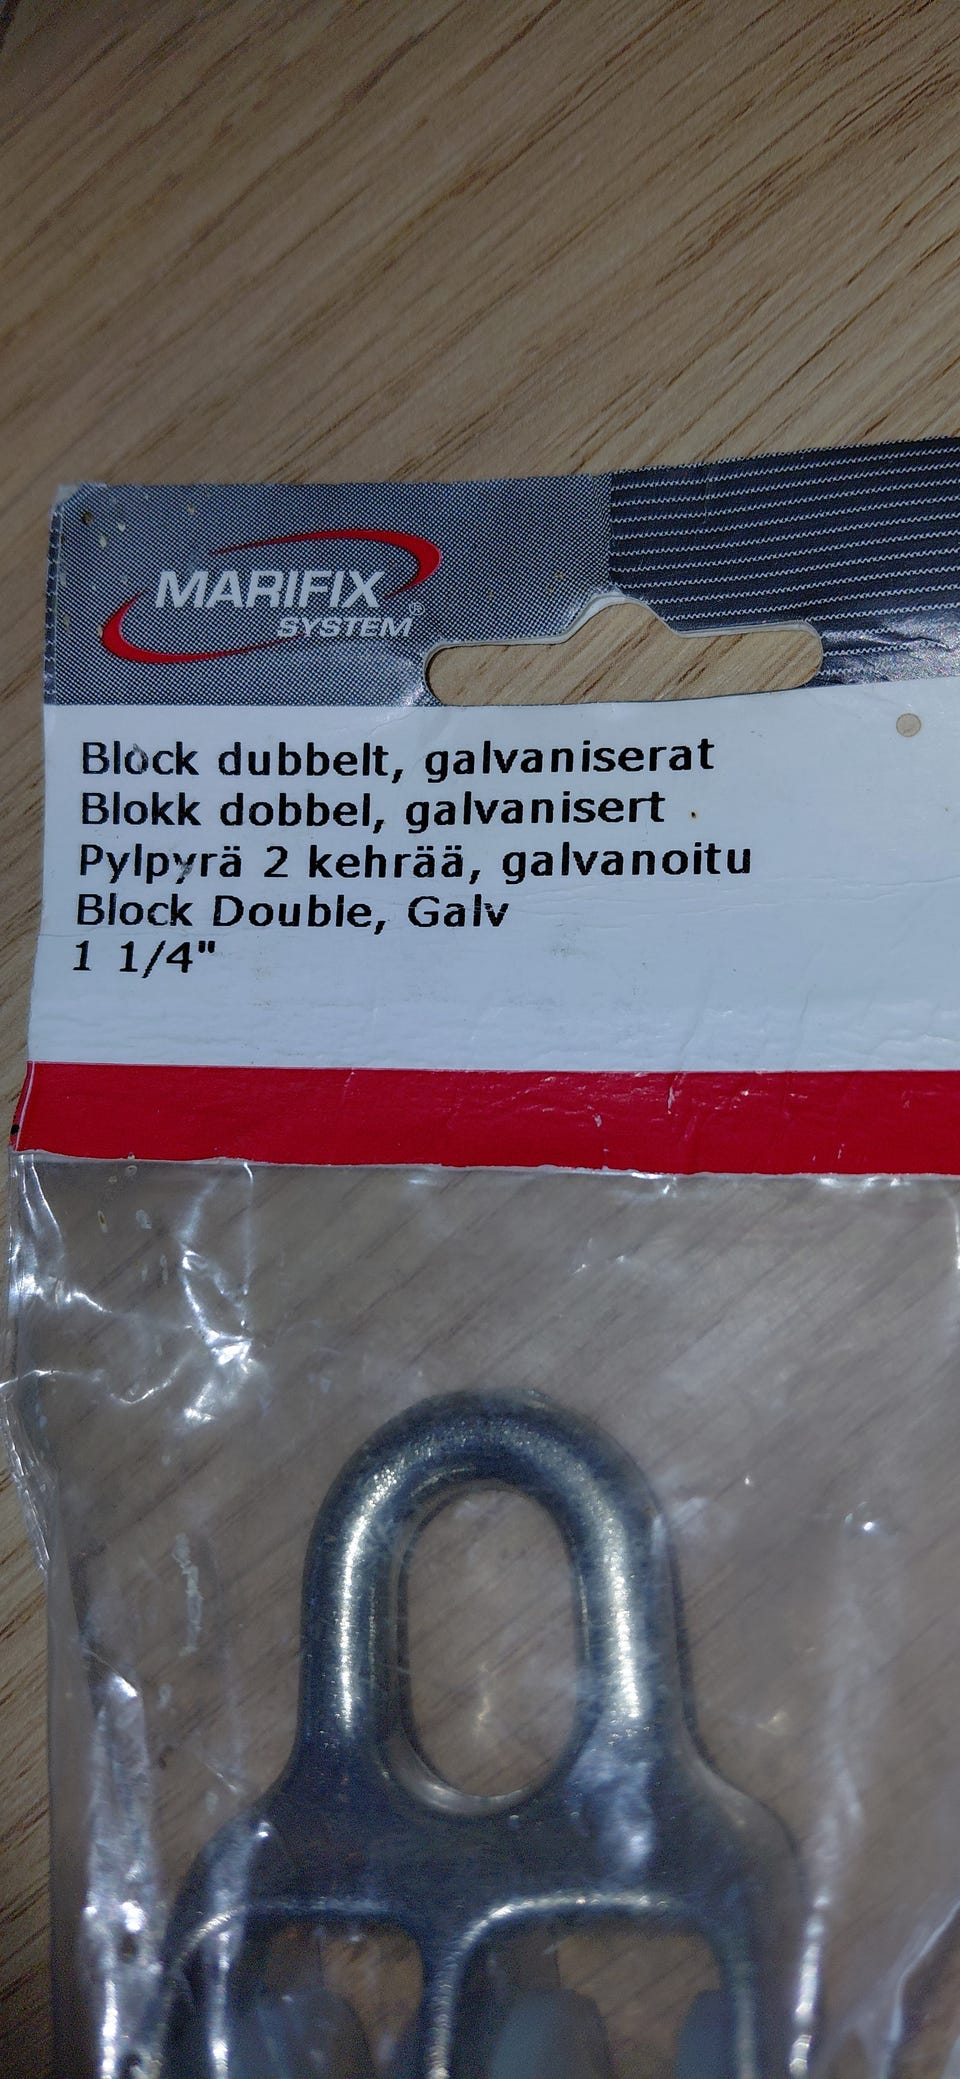 MARIFIX
SYSTEM®
Block dubbelt, galvaniserat
Blokk dobbel, galvanisert
Pylpyrä 2 kehrää, galvanoitu
Block Double, Galv
1 1/4"